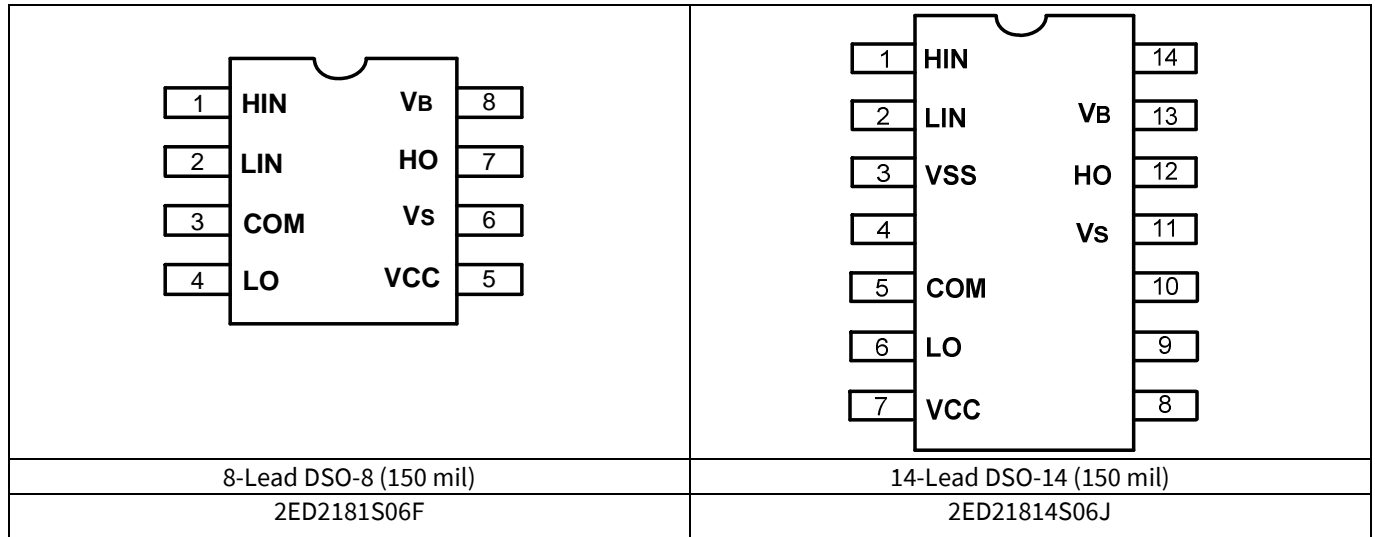 1 HIN VB 8
2 LIN HO 7
3 COM Vs 6
4 LO VCC 5
8-Lead DSO-8 (150 mil)
2ED2181S06F
1 HIN 14
2 LIN VB 13
3 VSS HO 12
4 Vs 11
5 COM 10
6 LO 9
7 VCC 8
14-Lead DSO-14 (150 mil)
2ED21814S06J